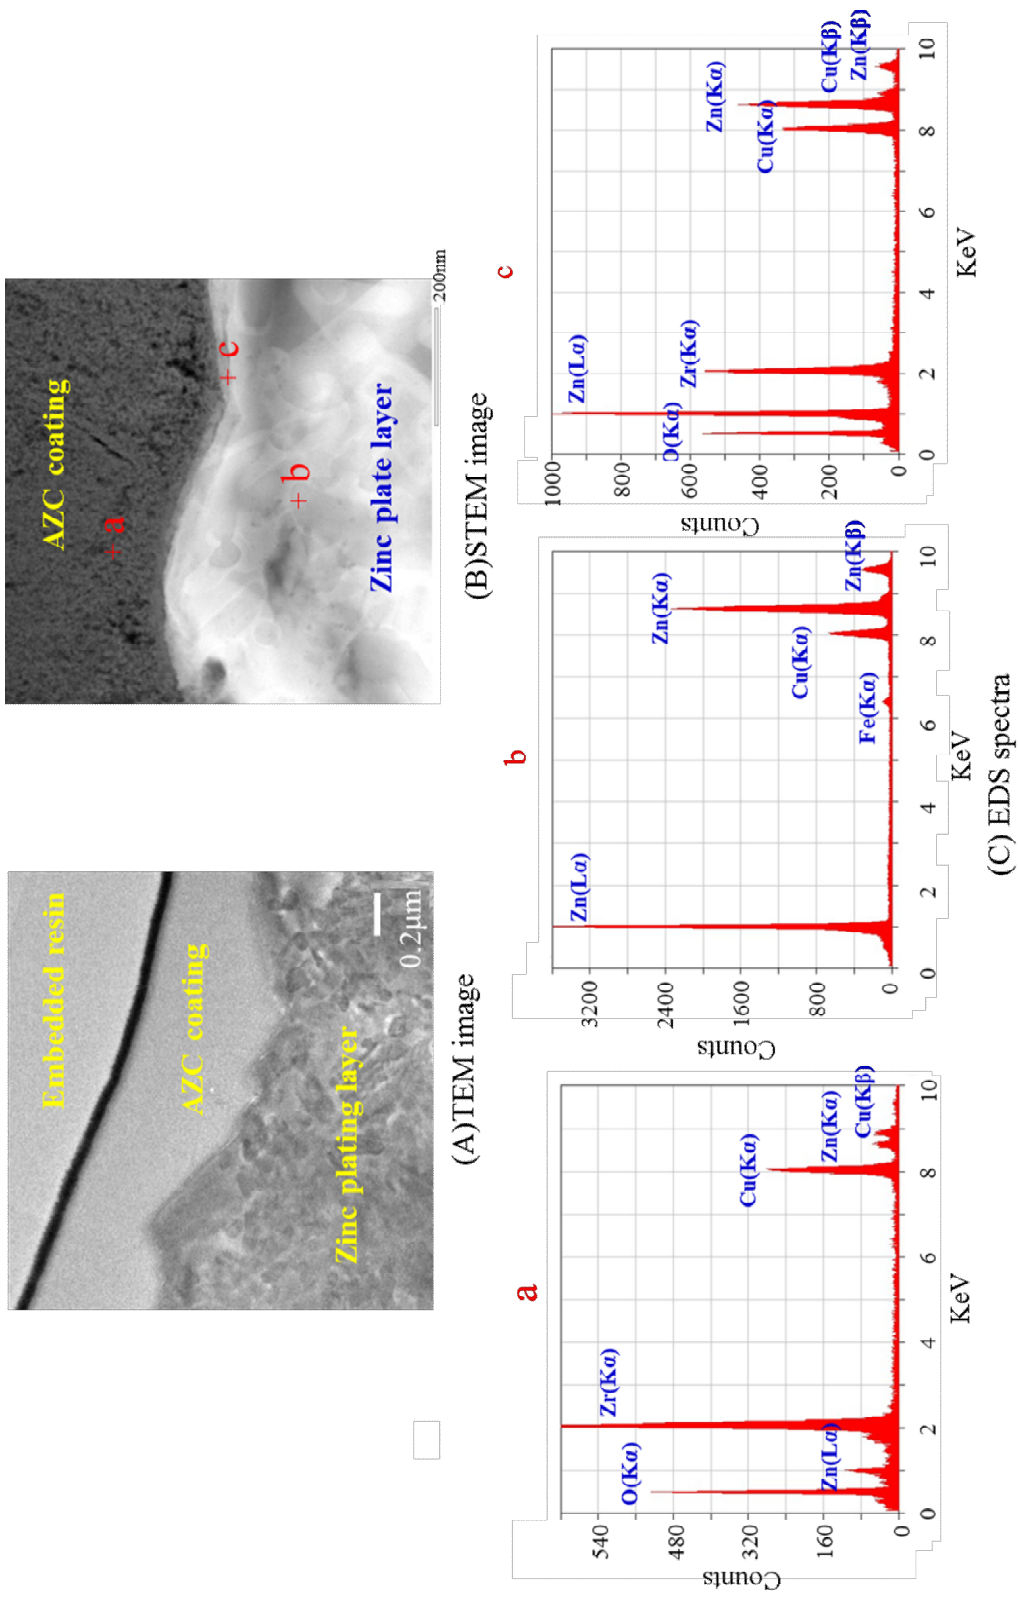 Embedded resin
AZC coating
Zinc plating layer
0.2μm
(A)TEM image
AZC coating
+ a
+ b
+ c
Zinc plate layer
200nm
(B)STEM image
a
Counts
540
480
320
160
0
O(Kα)
Zr(Kα)
Zn(Lα)
Cu(Kα)
Zn(Kα)
Cu(Kβ)
0 2 4 6 8 10
KeV
b
Counts
3200
2400
1600
800
0
Zn(Lα)
Fe(Kα)
Cu(Kα)
Zn(Kα)
Zn(Kβ)
0 2 4 6 8 10
KeV
c
Counts
1000
800
600
400
200
0
O(Kα)
Zn(Lα)
Zr(Kα)
Cu(Kα)
Zn(Kα)
Cu(Kβ)
Zn(Kβ)
0 2 4 6 8 10
KeV
(C) EDS spectra